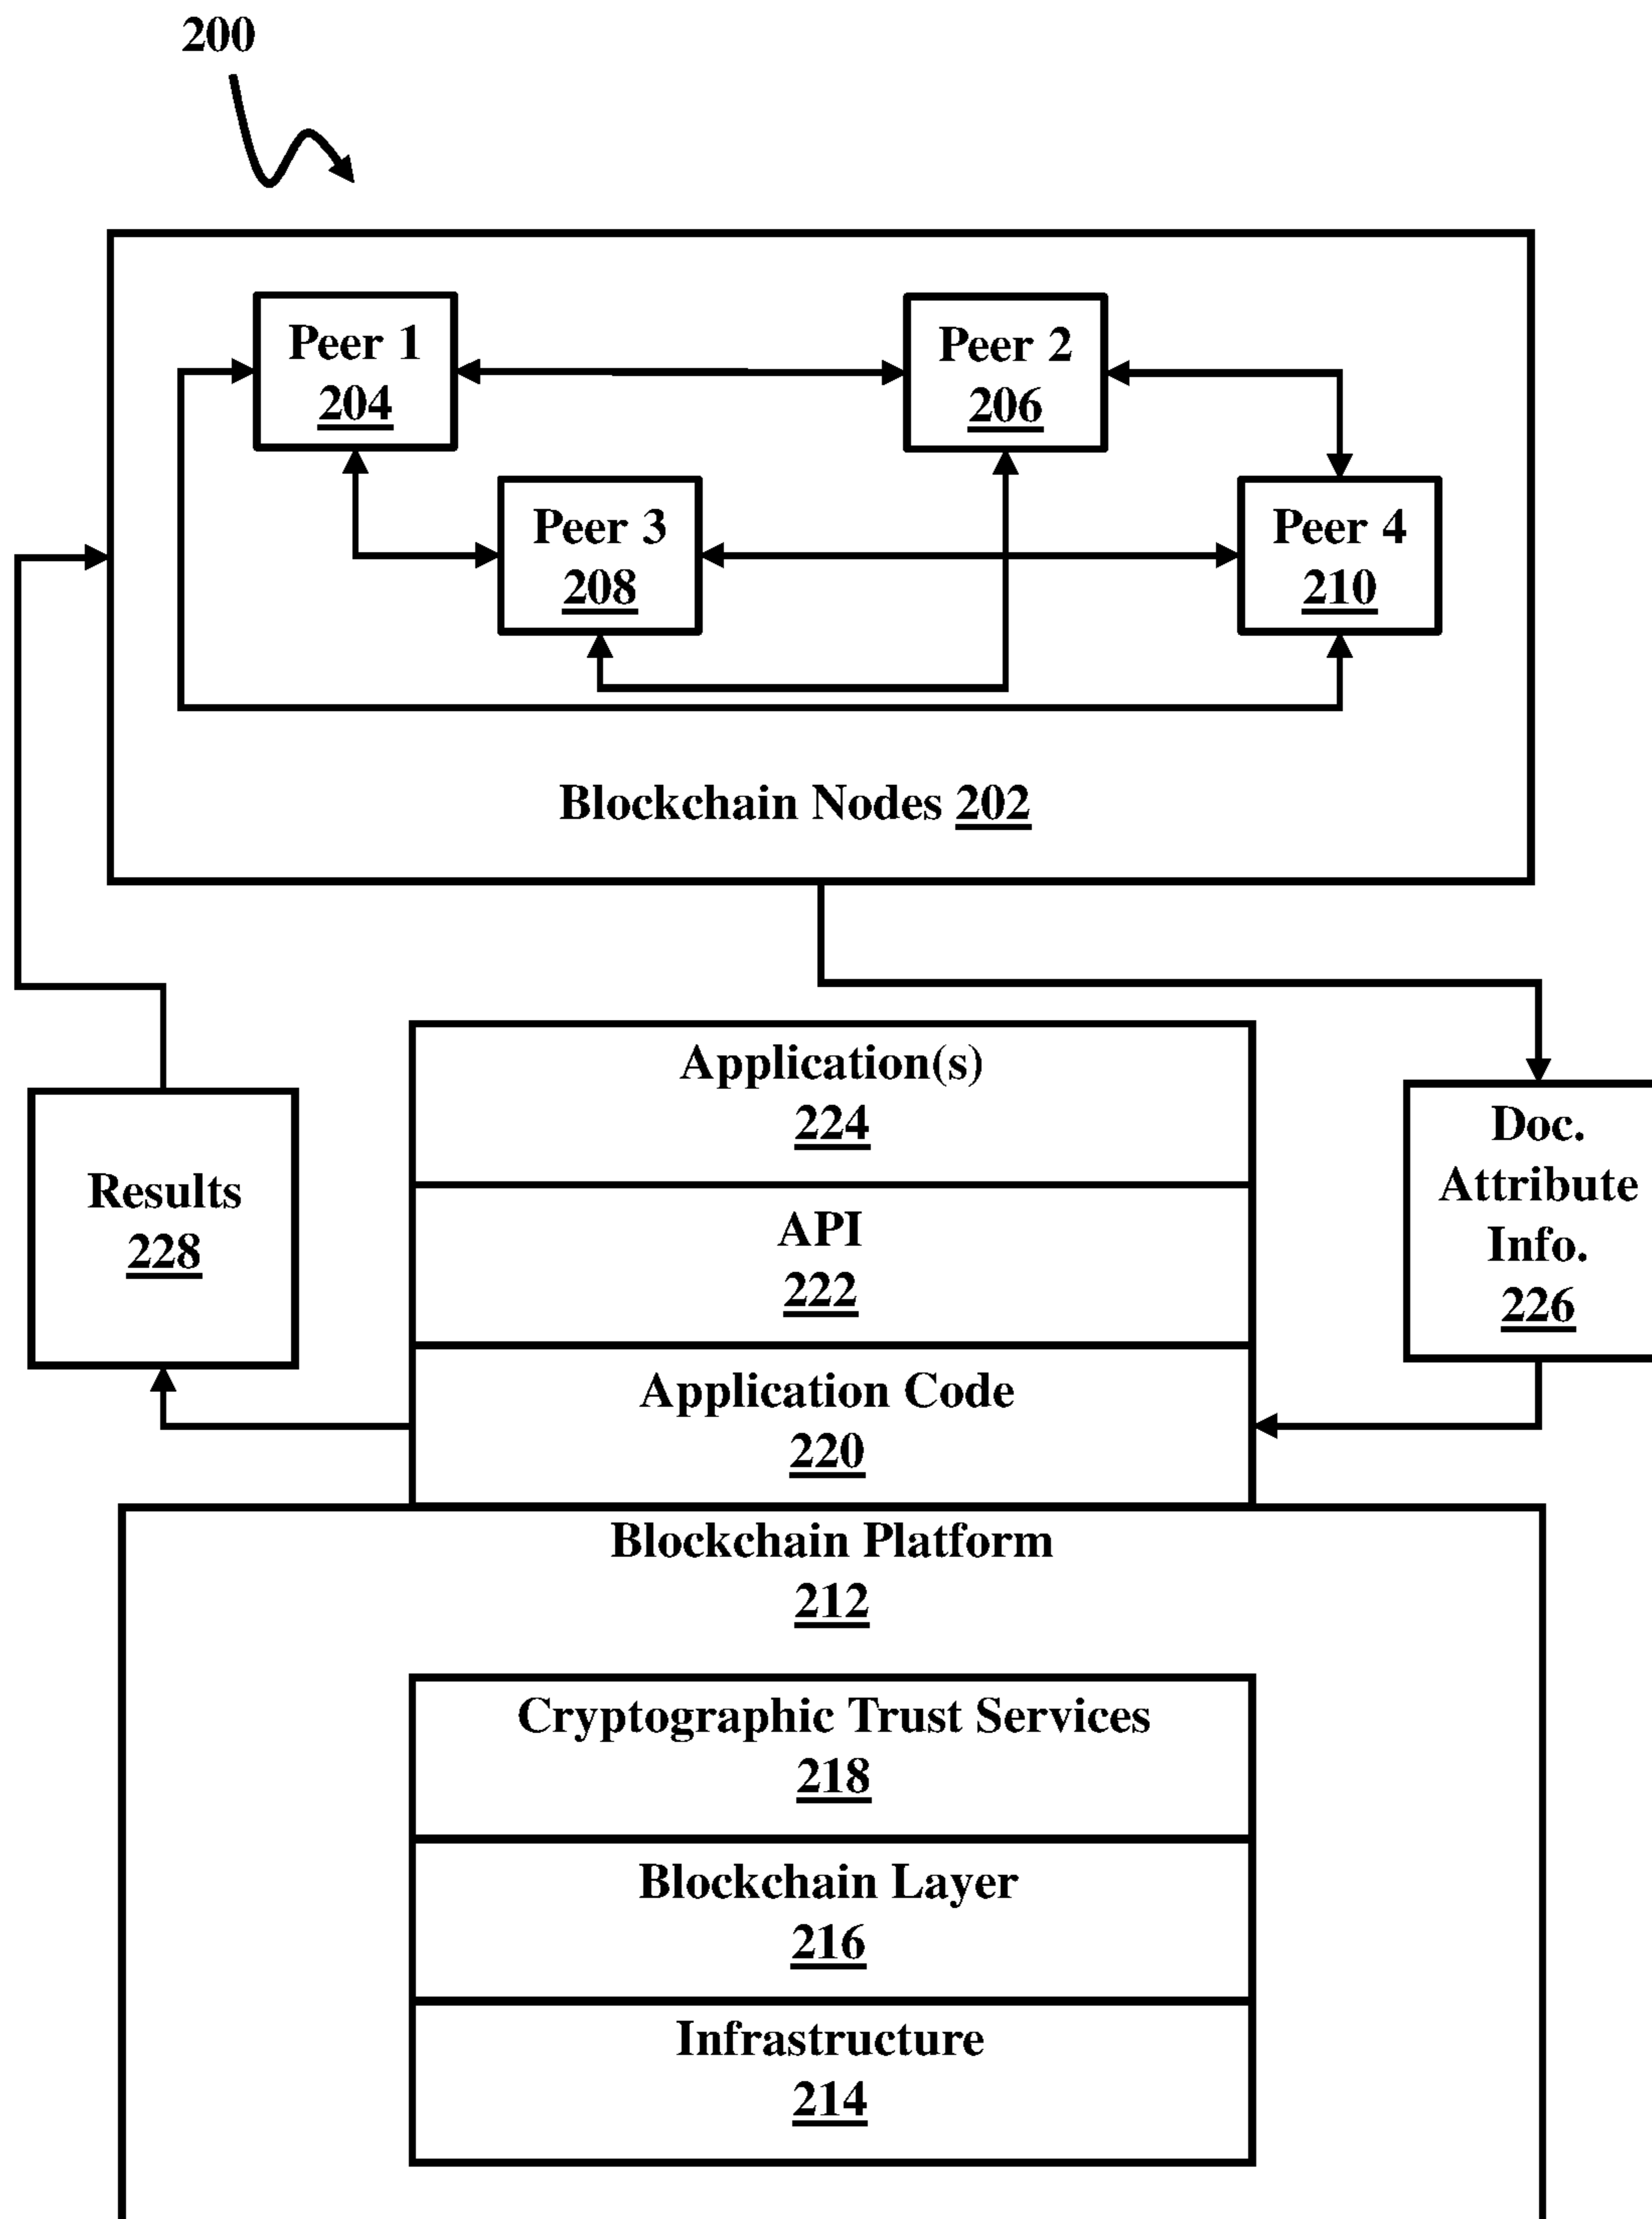 200
Peer 1
204
Peer 2
206
Peer 3
208
Peer 4
210
Blockchain Nodes 202
Application(s)
224
API
222
Application Code
220
Results
228
Doc.
Attribute
Info.
226
Blockchain Platform
212
Cryptographic Trust Services
218
Blockchain Layer
216
Infrastructure
214